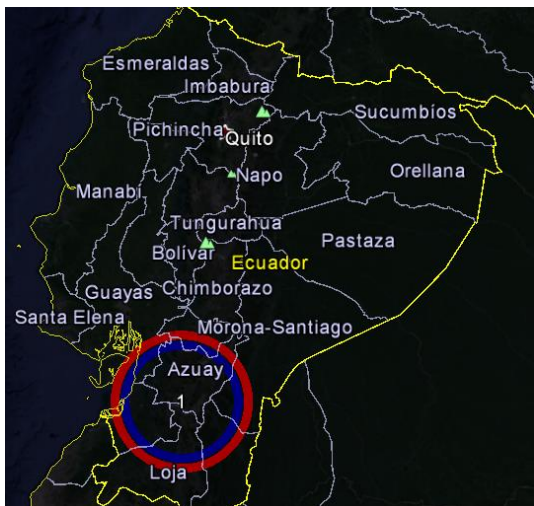 Esmeraldas
Imbabura
Sucumbíos
Pichincha
Quito
Orellana
Napo
Manabí
Tungurahua
Pastaza
Bolívar
Ecuador
Chimborazo
Guayas
Santa Elena
Morona-Santiago
Azuay
1
Loja